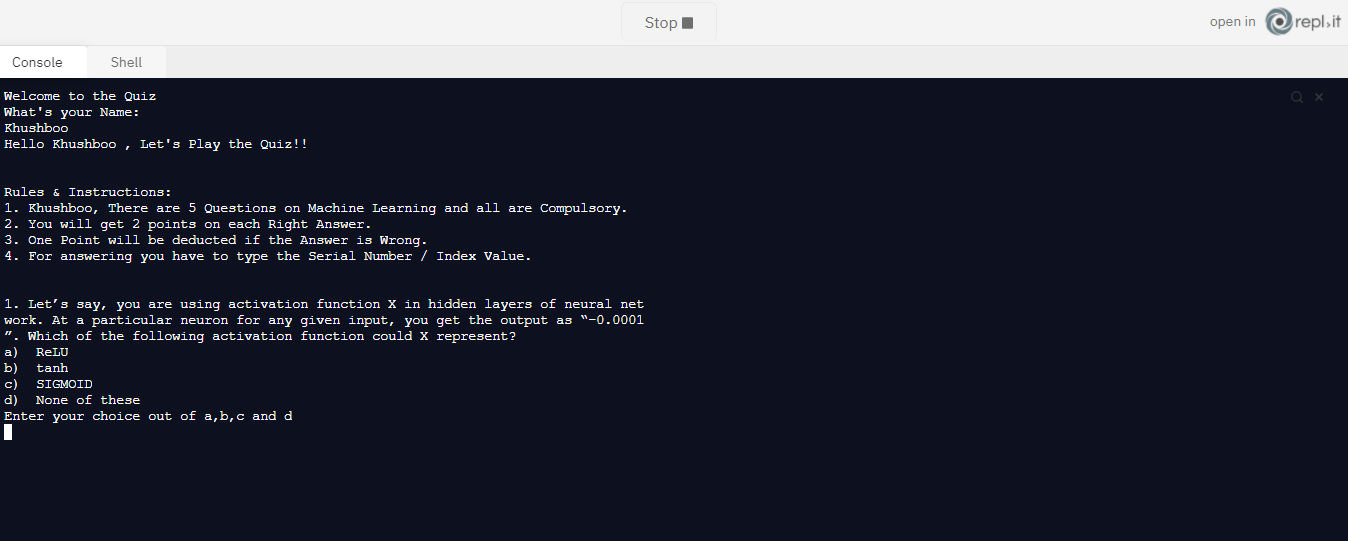 Stop
open in repl.it
Console Shell
Welcome to the Quiz
What's your Name:
Khushboo
Hello Khushboo , Let's Play the Quiz!!
Rules & Instructions:
1. Khushboo, There are 5 Questions on Machine Learning and all are Compulsory.
2. You will get 2 points on each Right Answer.
3. One Point will be deducted if the Answer is Wrong.
4. For answering you have to type the Serial Number / Index Value.
1. Let’s say, you are using activation function X in hidden layers of neural net
work. At a particular neuron for any given input, you get the output as “-0.0001
”. Which of the following activation function could X represent?
a)  ReLU
b)  tanh
c)  SIGMOID
d)  None of these
Enter your choice out of a,b,c and d